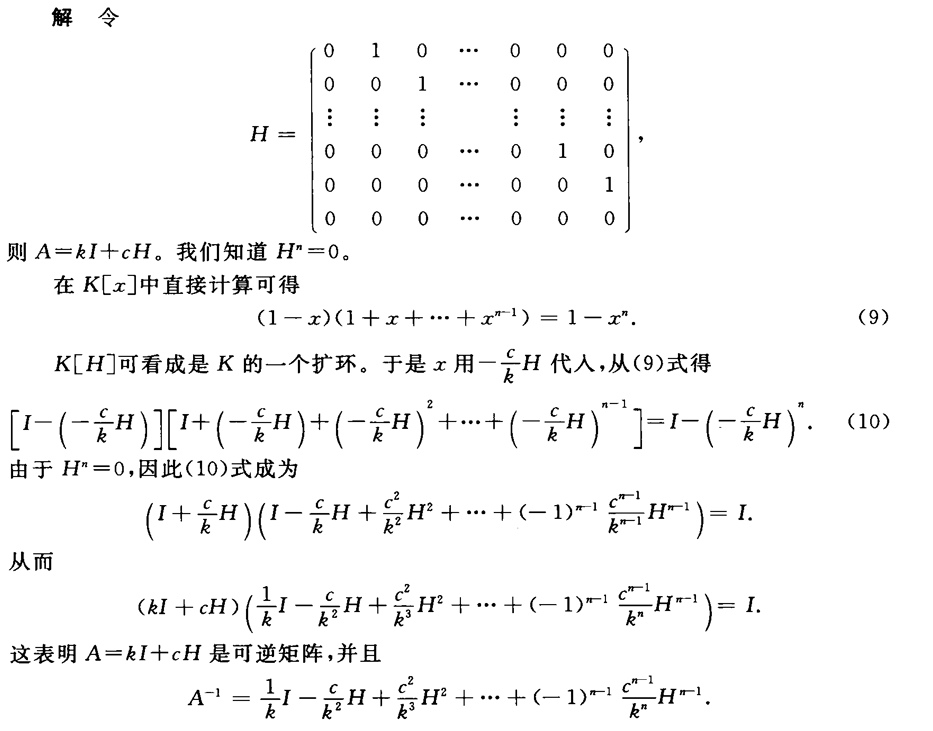 解 令
H = \begin{pmatrix} 0 & 1 & 0 & \cdots & 0 & 0 & 0 \\ 0 & 0 & 1 & \cdots & 0 & 0 & 0 \\ \vdots & \vdots & \vdots & & \vdots & \vdots & \vdots \\ 0 & 0 & 0 & \cdots & 0 & 1 & 0 \\ 0 & 0 & 0 & \cdots & 0 & 0 & 1 \\ 0 & 0 & 0 & \cdots & 0 & 0 & 0 \end{pmatrix},
则 A=kI+cH。我们知道 H^n=0。
在 K[x]中直接计算可得
(1-x)(1+x+\cdots+x^{n-1})=1-x^n. (9)
K[H]可看成是 K 的一个扩环。于是 x 用-\frac{c}{k}H 代入,从(9)式得
\left[I-\left(-\frac{c}{k}H\right)\right]\left[I+\left(-\frac{c}{k}H\right)+\left(-\frac{c}{k}H\right)^2+\cdots+\left(-\frac{c}{k}H\right)^{n-1}\right]=I-\left(-\frac{c}{k}H\right)^n. (10)
由于 H^n=0,因此(10)式成为
\left(I+\frac{c}{k}H\right)\left(I-\frac{c}{k}H+\frac{c^2}{k^2}H^2+\cdots+(-1)^{n-1}\frac{c^{n-1}}{k^{n-1}}H^{n-1}\right)=I.
从而
(kI+cH)\left(\frac{1}{k}I-\frac{c}{k^2}H+\frac{c^2}{k^3}H^2+\cdots+(-1)^{n-1}\frac{c^{n-1}}{k^n}H^{n-1}\right)=I.
这表明 A=kI+cH 是可逆矩阵,并且
A^{-1}=\frac{1}{k}I-\frac{c}{k^2}H+\frac{c^2}{k^3}H^2+\cdots+(-1)^{n-1}\frac{c^{n-1}}{k^n}H^{n-1}.